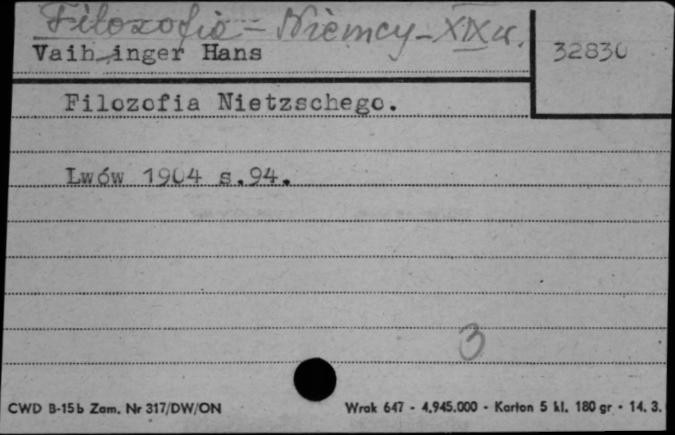 Filozofia - Niemcy - XIX w.
Vaihinger Hans
32830
Filozofia Nietzschego.
Lwów 1904 s.94.
3
CWD B-15b Zam. Nr 317/DW/ON
Wrak 647 - 4.945.000 - Karton 5 kl. 180 gr - 14. 3.